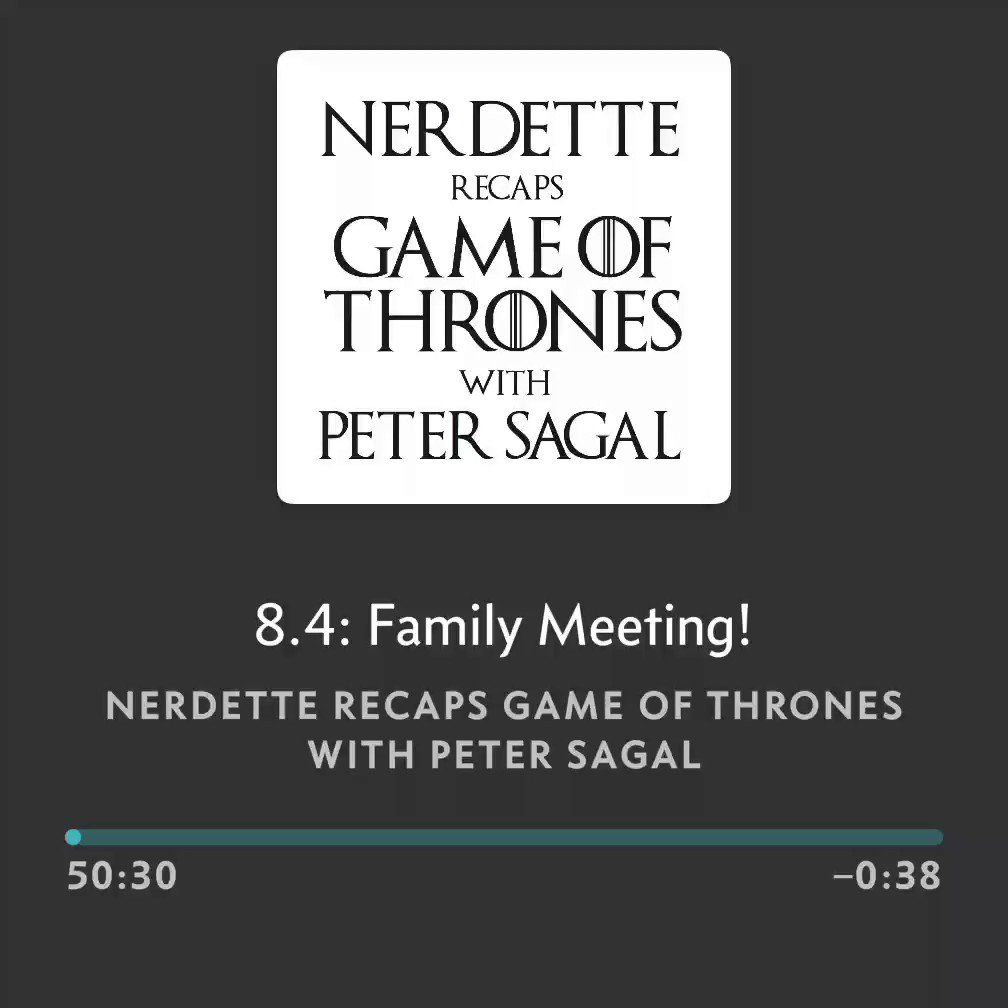 NERDETTE
RECAPS
GAME OF
THRONES
WITH
PETER SAGAL
8.4: Family Meeting!
NERDETTE RECAPS GAME OF THRONES
WITH PETER SAGAL
50:30
–0:38